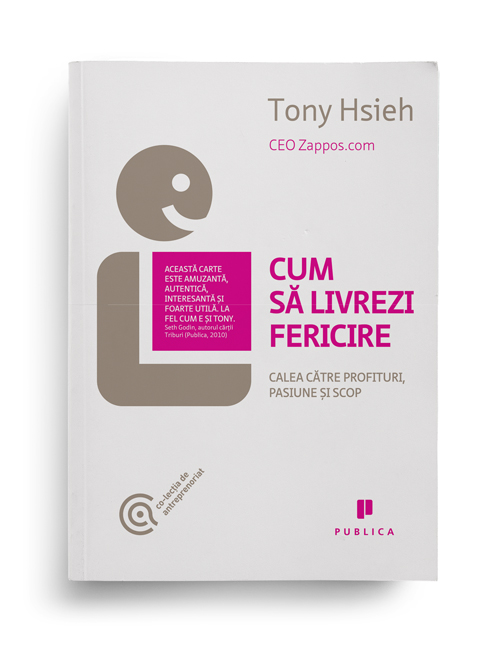 Tony Hsieh
CEO Zappos.com
ACEASTĂ CARTE
ESTE AMUZANTĂ,
AUTENTICĂ,
INTERESANTĂ ȘI
FOARTE UTILĂ. LA
FEL CUM E ȘI TONY.
Seth Godin, autorul cărții
Triburi (Publica, 2010)
CUM
SĂ LIVREZI
FERICIRE
CALEA CĂTRE PROFITURI,
PASIUNE ȘI SCOP
co-lecția de
antreprenoriat
PUBLICA